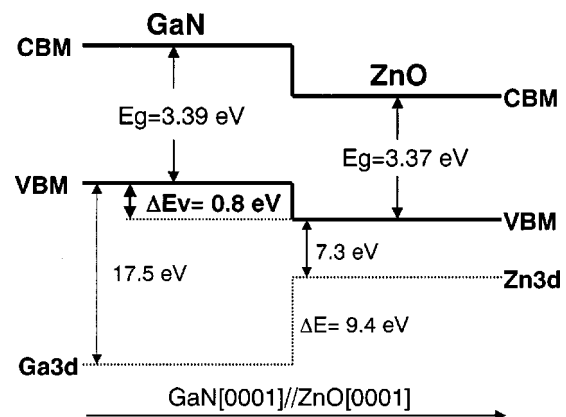 GaN
CBM
ZnO
CBM
Eg=3.39 eV
Eg=3.37 eV
VBM
ΔEv= 0.8 eV
VBM
7.3 eV
17.5 eV
Zn3d
ΔE= 9.4 eV
Ga3d
GaN[0001]//ZnO[0001]